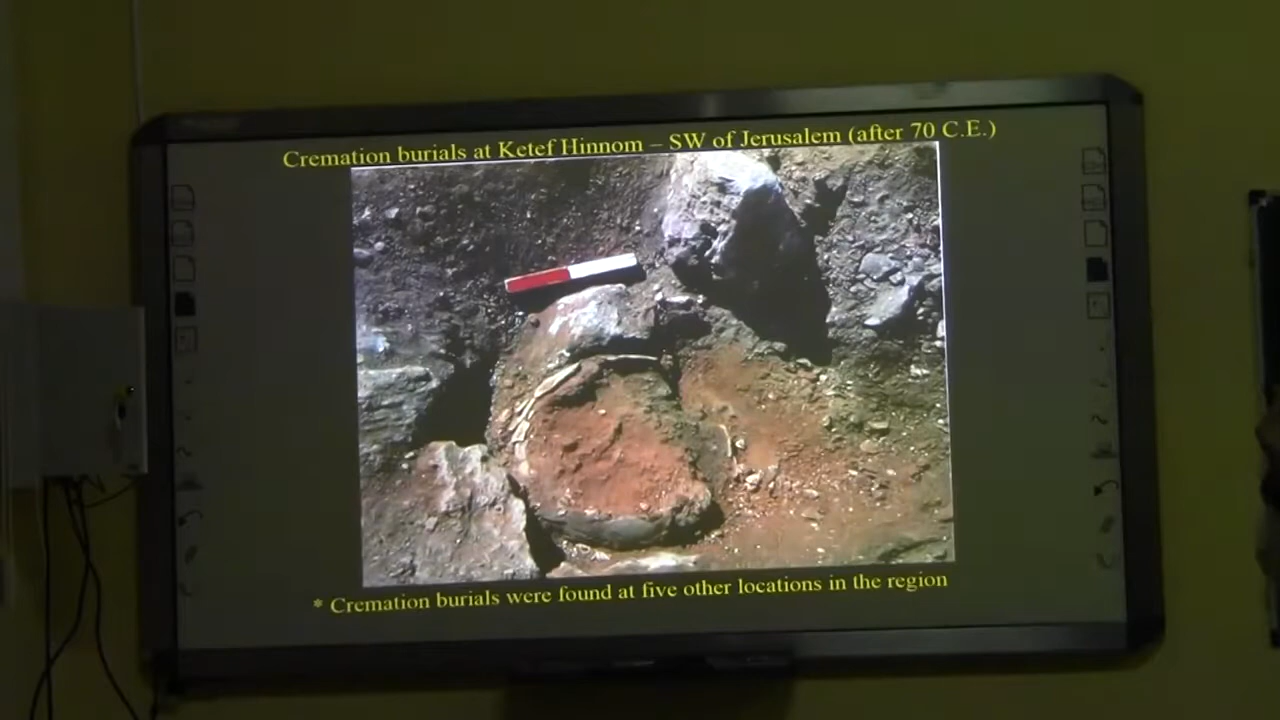 Cremation burials at Ketef Hinnom – SW of Jerusalem (after 70 C.E.)
* Cremation burials were found at five other locations in the region